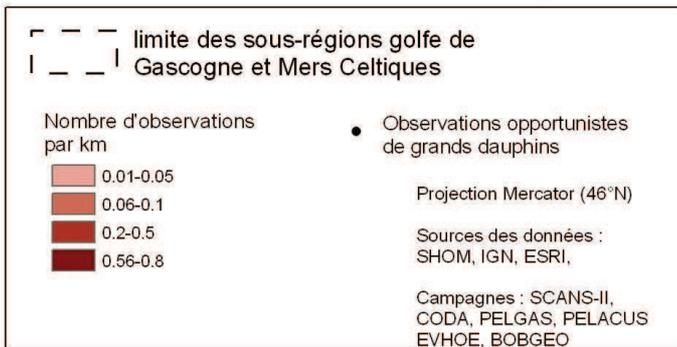 limite des sous-régions golfe de
Gascogne et Mers Celtiques
Nombre d'observations
par km
0.01-0.05
0.06-0.1
0.2-0.5
0.56-0.8
Observations opportunistes
de grands dauphins
Projection Mercator (46°N)
Sources des données :
SHOM, IGN, ESRI,
Campagnes : SCANS-II,
CODA, PELGAS, PELACUS
EVHOE, BOBGEO